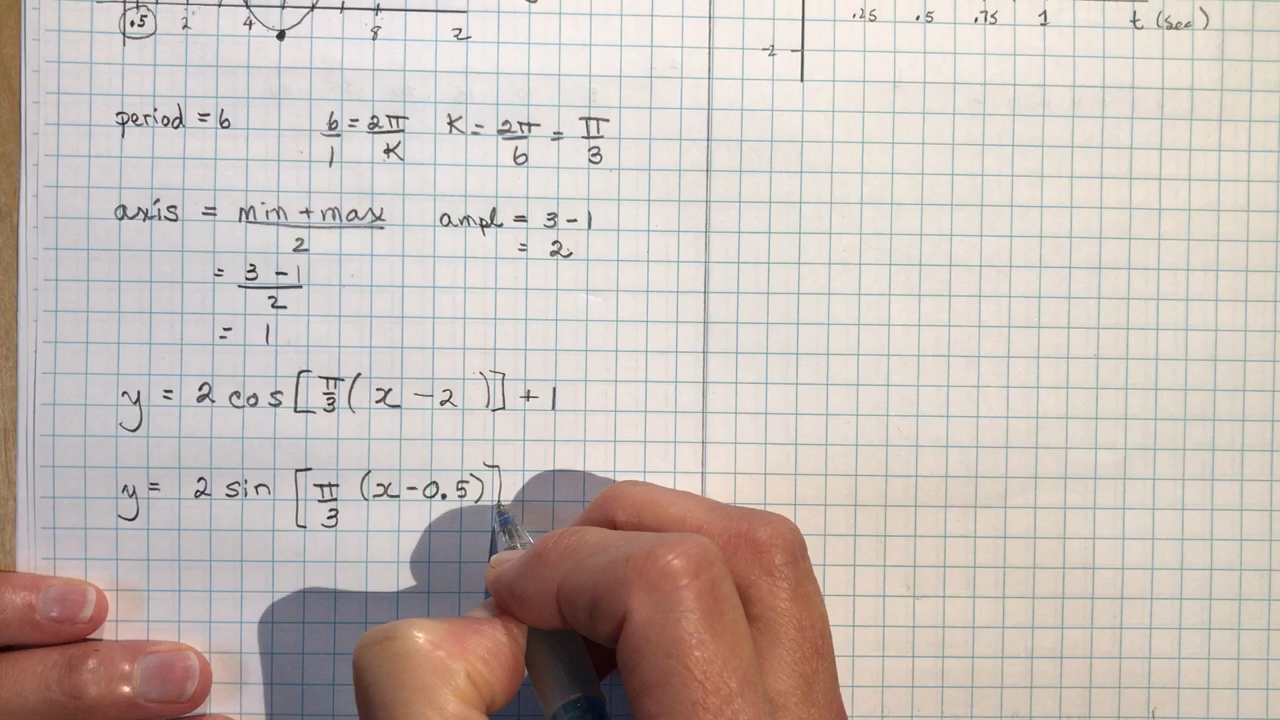 .5 2 4 8 2
.25 .5 .75 1 t (sec)
-2
period = 6 6/1 = 2π/K K = 2π/6 = π/3
axis = min + max / 2 ampl = 3 - 1
= 2
= 3 - 1 / 2
= 1
y = 2 cos [π/3 (x - 2 )] + 1
y = 2 sin [π/3 (x - 0.5)]